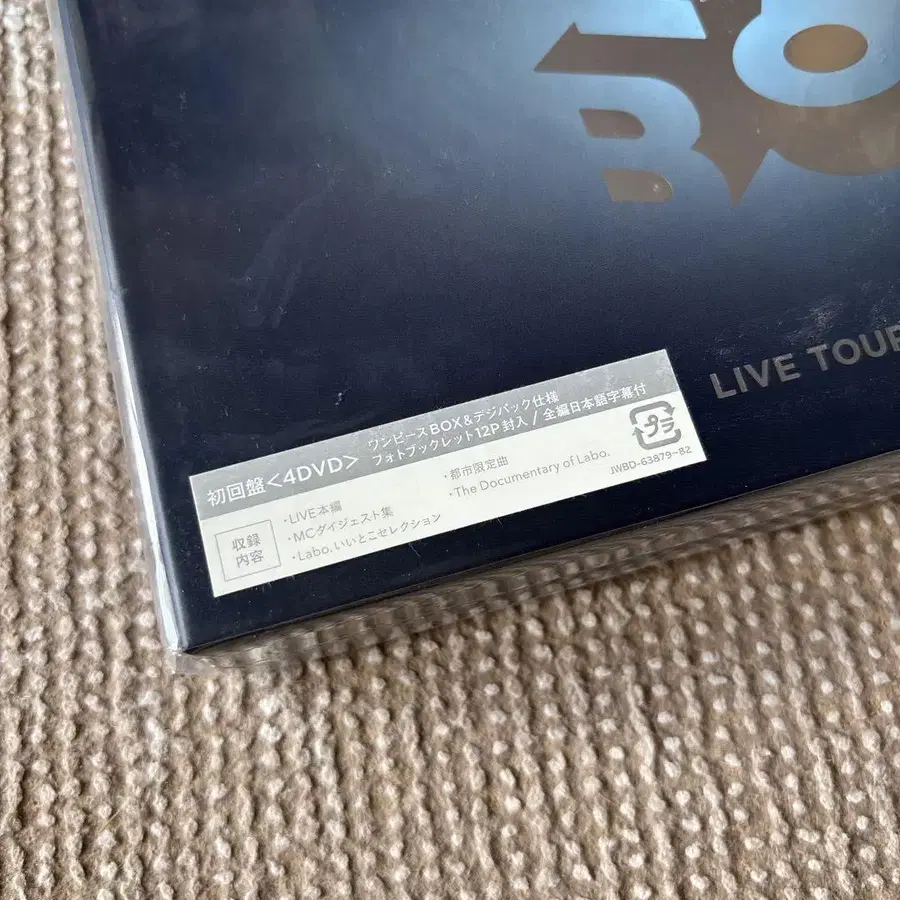 LIVE TOUR
初回盤<4DVD>
ワンピースBOX&デジパック仕様
フォトブックレット12P封入 / 全編日本語字幕付
プラ
JWBD-63879-82
収録
内容
・LIVE本編
・MCダイジェスト集
・Labo.いいとこセレクション
・都市限定曲
・The Documentary of Labo.